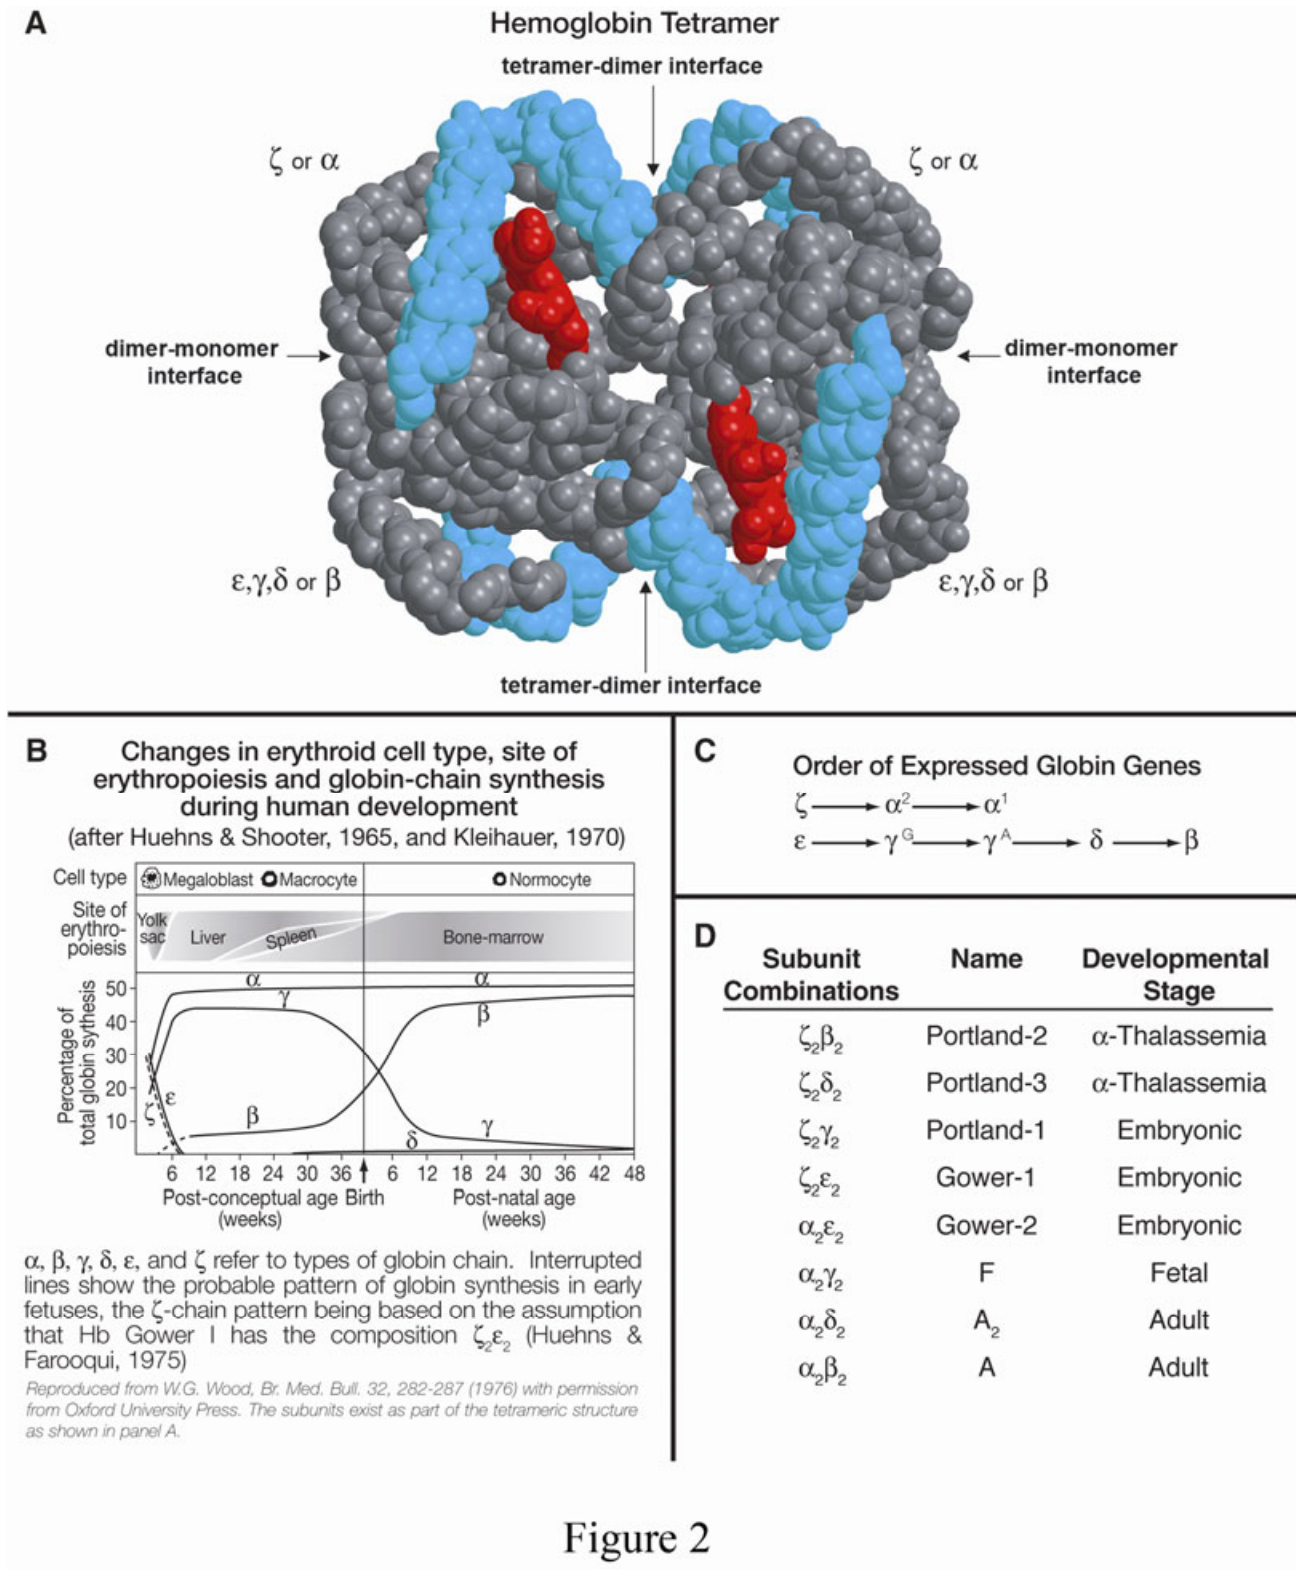 A
Hemoglobin Tetramer
tetramer-dimer interface
ζ or α
ζ or α
dimer-monomer
interface
dimer-monomer
interface
ε,γ,δ or β
ε,γ,δ or β
tetramer-dimer interface
B
Changes in erythroid cell type, site of
erythropoiesis and globin-chain synthesis
during human development
(after Huehns & Shooter, 1965, and Kleihauer, 1970)
Cell type
Megaloblast
Macrocyte
Normocyte
Site of
erythro-
poiesis
Yolk
sac
Liver
Spleen
Bone-marrow
Percentage of
total globin sythesis
50
40
30
20
10
α
α
γ
β
ζ
ε
β
δ
γ
6 12 18 24 30 36 6 12 18 24 30 36 42 48
Post-conceptual age Birth
(weeks)
Post-natal age
(weeks)
α, β, γ, δ, ε, and ζ refer to types of globin chain. Interrupted
lines show the probable pattern of globin synthesis in early
fetuses, the ζ-chain pattern being based on the assumption
that Hb Gower I has the composition ζ₂ε₂ (Huehns &
Farooqui, 1975)
Reproduced from W.G. Wood, Br. Med. Bull. 32, 282-287 (1976) with permission
from Oxford University Press. The subunits exist as part of the tetrameric structure
as shown in panel A.
C
Order of Expressed Globin Genes
ζ → α² → α¹
ε → γᴳ → γᴬ → δ → β
D
Subunit
Combinations
Name
Developmental
Stage
ζ₂β₂ Portland-2 α-Thalassemia
ζ₂δ₂ Portland-3 α-Thalassemia
ζ₂γ₂ Portland-1 Embryonic
ζ₂ε₂ Gower-1 Embryonic
α₂ε₂ Gower-2 Embryonic
α₂γ₂ F Fetal
α₂δ₂ A₂ Adult
α₂β₂ A Adult
Figure 2